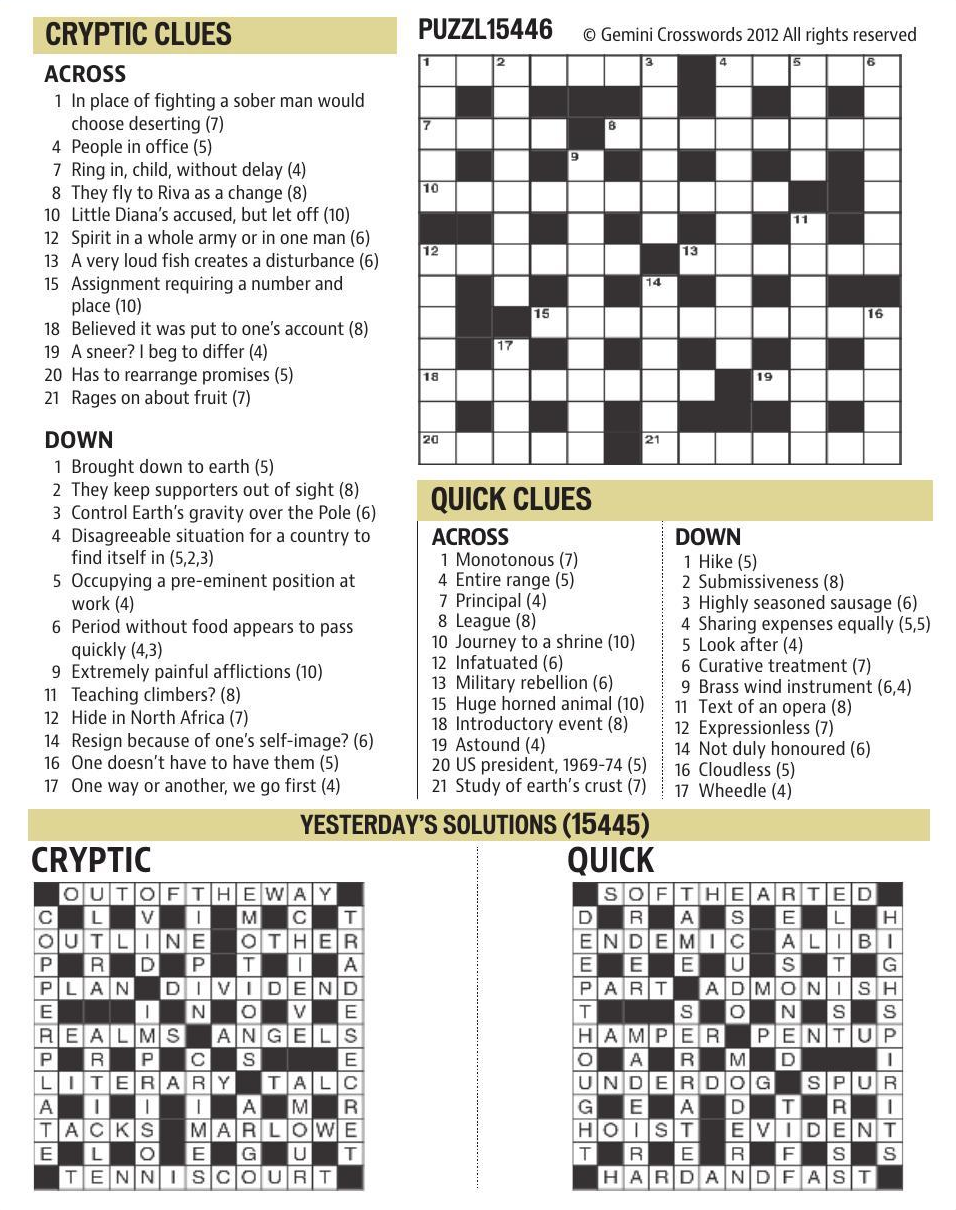 CRYPTIC CLUES
ACROSS
1 In place of fighting a sober man would
choose deserting (7)
4 People in office (5)
7 Ring in, child, without delay (4)
8 They fly to Riva as a change (8)
10 Little Diana's accused, but let off (10)
12 Spirit in a whole army or in one man (6)
13 A very loud fish creates a disturbance (6)
15 Assignment requiring a number and
place (10)
18 Believed it was put to one's account (8)
19 A sneer? I beg to differ (4)
20 Has to rearrange promises (5)
21 Rages on about fruit (7)
DOWN
1 Brought down to earth (5)
2 They keep supporters out of sight (8)
3 Control Earth's gravity over the Pole (6)
4 Disagreeable situation for a country to
find itself in (5,2,3)
5 Occupying a pre-eminent position at
work (4)
6 Period without food appears to pass
quickly (4,3)
9 Extremely painful afflictions (10)
11 Teaching climbers? (8)
12 Hide in North Africa (7)
14 Resign because of one's self-image? (6)
16 One doesn't have to have them (5)
17 One way or another, we go first (4)
PUZZL15446 © Gemini Crosswords 2012 All rights reserved
1 2 3 4 5 6
7 8
9
10
11
12 13
14
15 16
17
18 19
20 21
QUICK CLUES
ACROSS
1 Monotonous (7)
4 Entire range (5)
7 Principal (4)
8 League (8)
10 Journey to a shrine (10)
12 Infatuated (6)
13 Military rebellion (6)
15 Huge horned animal (10)
18 Introductory event (8)
19 Astound (4)
20 US president, 1969-74 (5)
21 Study of earth's crust (7)
DOWN
1 Hike (5)
2 Submissiveness (8)
3 Highly seasoned sausage (6)
4 Sharing expenses equally (5,5)
5 Look after (4)
6 Curative treatment (7)
9 Brass wind instrument (6,4)
11 Text of an opera (8)
12 Expressionless (7)
14 Not duly honoured (6)
16 Cloudless (5)
17 Wheedle (4)
YESTERDAY'S SOLUTIONS (15445)
CRYPTIC
OUTOFTHEWAY
C L V I M C T
OUTLINE OTHER
P R D P T I A
PLAN DIVIDEND
E I N O V E
REALMS ANGELS
P R P C S E
LITERARY TALC
A I I I A M R
TACKS MARLOWE
E L O E G U T
TENNISCOURT
QUICK
SOFTHEARTED
D R A S E L H
ENDEMIC ALIBI
E E E U S T G
PART ADMONISH
T S O N S S
HAMPER PENTUP
O A R M D I
UNDERDOG SPUR
G E A D T R I
HOIST EVIDENT
T R E R F S S
HARDANDFAST